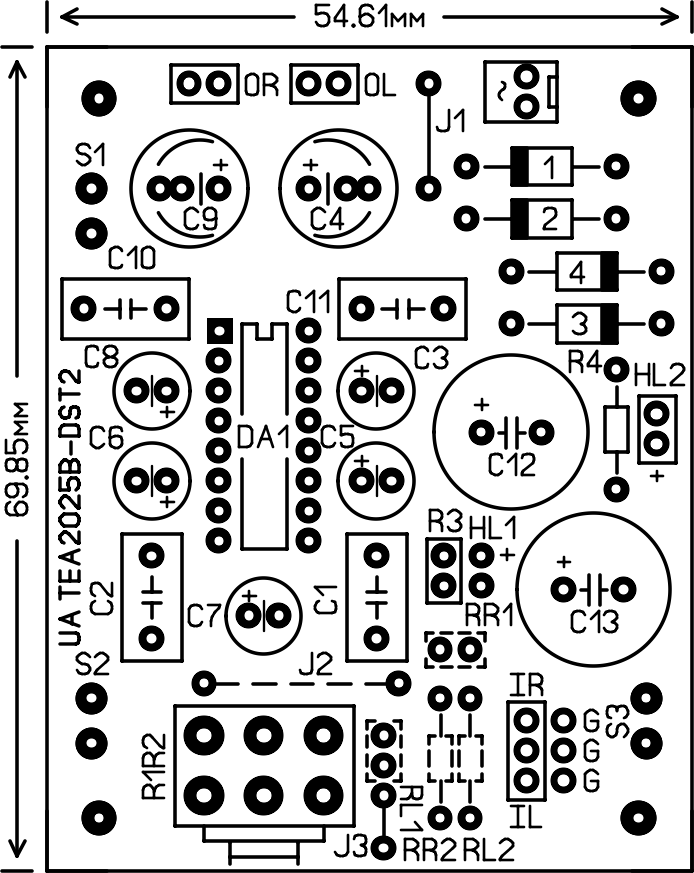 54.61мм
OR
OL
J1
~
S1
+
+
1
C9
C4
2
C10
4
C11
3
C8
C3
R4
HL2
+
+
+
69.85мм
UA TEA2025B-DST2
C6
DA1
C5
C12
+
+
+
R3
HL1
+
+
C2
C7
+
C1
C13
RR1
S2
J2
IR
S3
G
R1R2
G
G
RL1
IL
J3
RR2
RL2